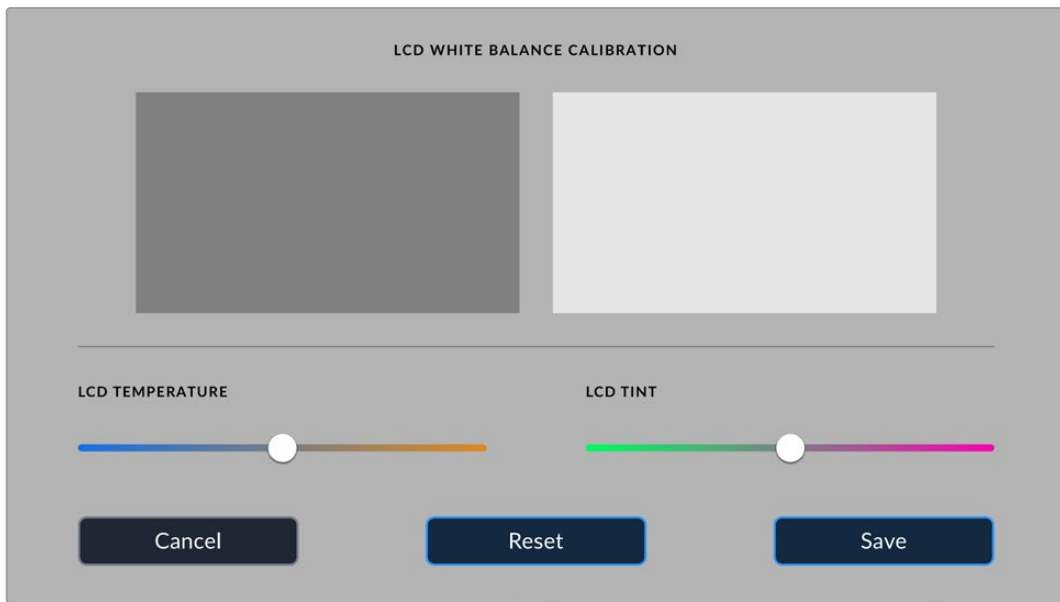 LCD WHITE BALANCE CALIBRATION
LCD TEMPERATURE
LCD TINT
Cancel
Reset
Save